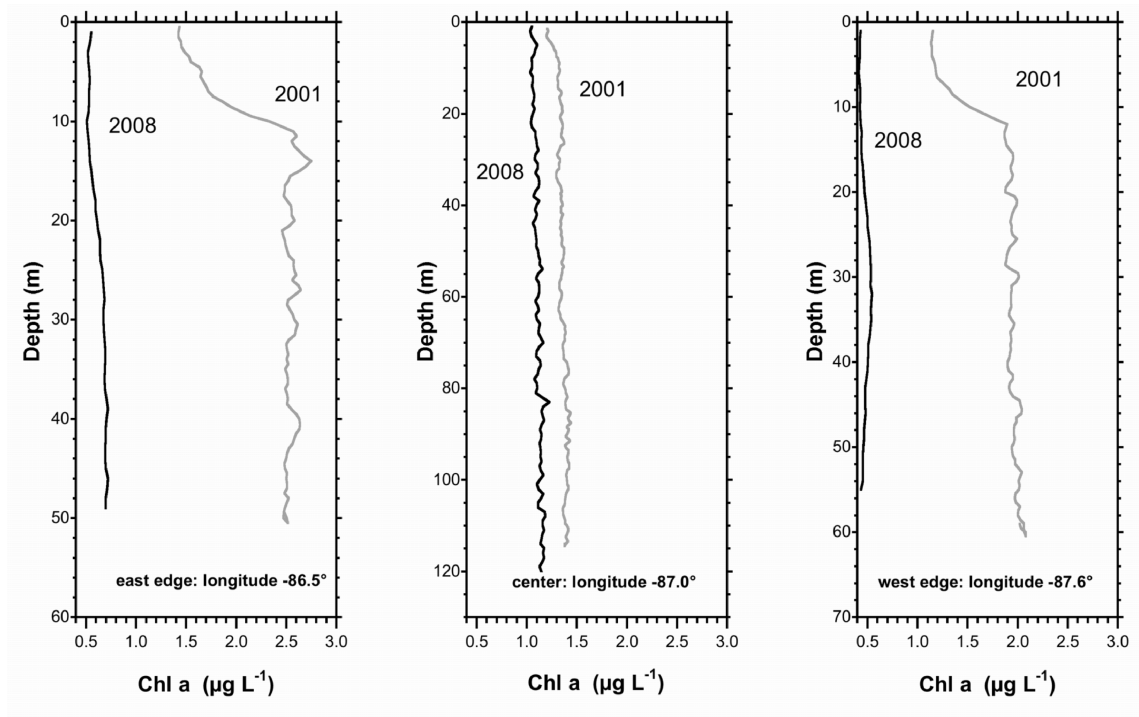 0
10
20
30
40
50
60
Depth (m)
2001
2008
east edge: longitude -86.5°
0.5 1.0 1.5 2.0 2.5 3.0
Chl a (µg L-1)
0
20
40
60
80
100
120
Depth (m)
2001
2008
center: longitude -87.0°
0.5 1.0 1.5 2.0 2.5 3.0
Chl a (µg L-1)
0
10
20
30
40
50
60
70
Depth (m)
2001
2008
west edge: longitude -87.6°
0.5 1.0 1.5 2.0 2.5 3.0
Chl a (µg L-1)